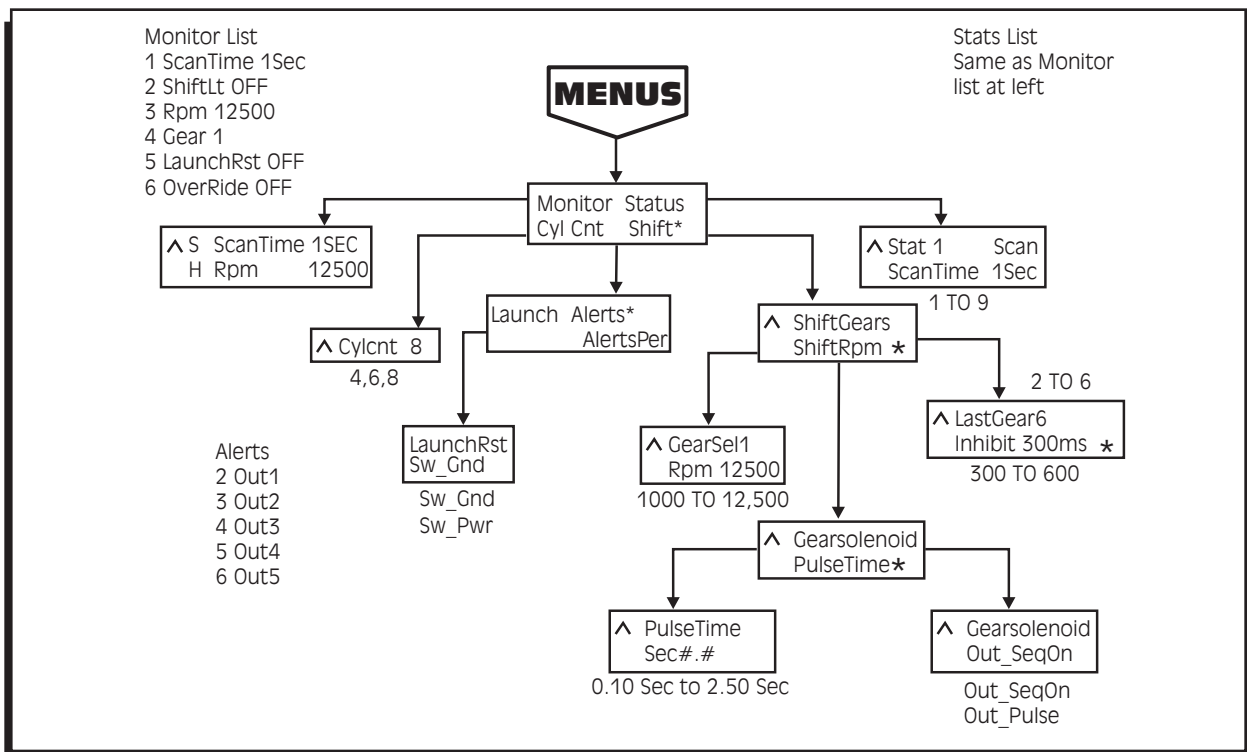 Monitor List
1 ScanTime 1Sec
2 ShiftLt OFF
3 Rpm 12500
4 Gear 1
5 LaunchRst OFF
6 OverRide OFF
Stats List
Same as Monitor
list at left
MENUS
Monitor Status
Cyl Cnt Shift*
^ S ScanTime 1SEC
H Rpm 12500
^ Stat 1 Scan
ScanTime 1Sec
1 TO 9
Launch Alerts*
AlertsPer
^ ShiftGears
ShiftRpm *
^ Cylcnt 8
4,6,8
2 TO 6
^ LastGear6
Inhibit 300ms *
300 TO 600
LaunchRst
Sw_Gnd
Sw_Gnd
Sw_Pwr
^ GearSel1
Rpm 12500
1000 TO 12,500
Alerts
2 Out1
3 Out2
4 Out3
5 Out4
6 Out5
^ Gearsolenoid
PulseTime*
^ PulseTime
Sec#.#
0.10 Sec to 2.50 Sec
^ Gearsolenoid
Out_SeqOn
Out_SeqOn
Out_Pulse